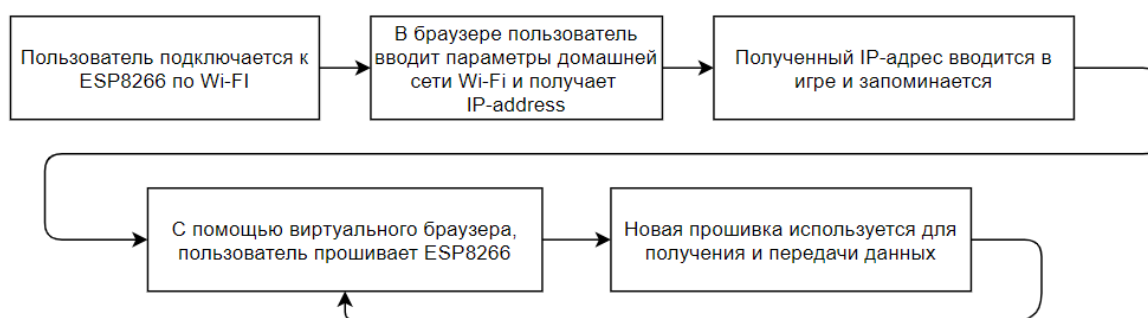 Пользователь подключается к
ESP8266 по Wi-FI
В браузере пользователь
вводит параметры домашней
сети Wi-Fi и получает
IP-address
Полученный IP-адрес вводится в
игре и запоминается
С помощью виртуального браузера,
пользователь прошивает ESP8266
Новая прошивка используется для
получения и передачи данных